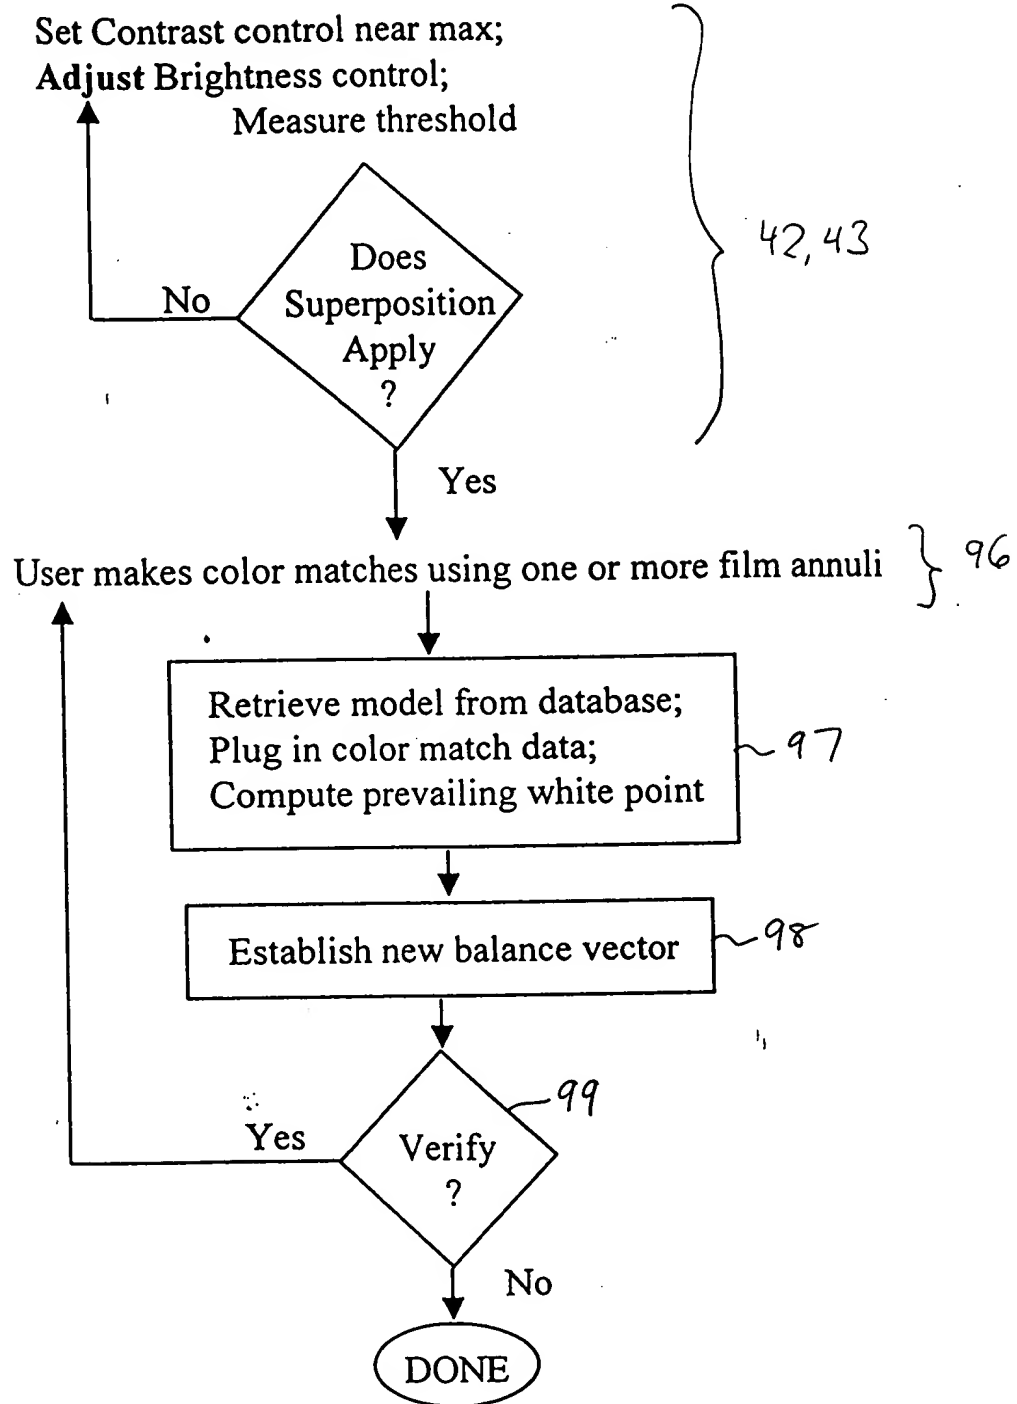 Set Contrast control near max;
Adjust Brightness control;
Measure threshold
42,43
Does
Superposition
Apply
?
No
Yes
User makes color matches using one or more film annuli
96
Retrieve model from database;
Plug in color match data;
Compute prevailing white point
97
Establish new balance vector
98
99
Yes
Verify
?
No
DONE